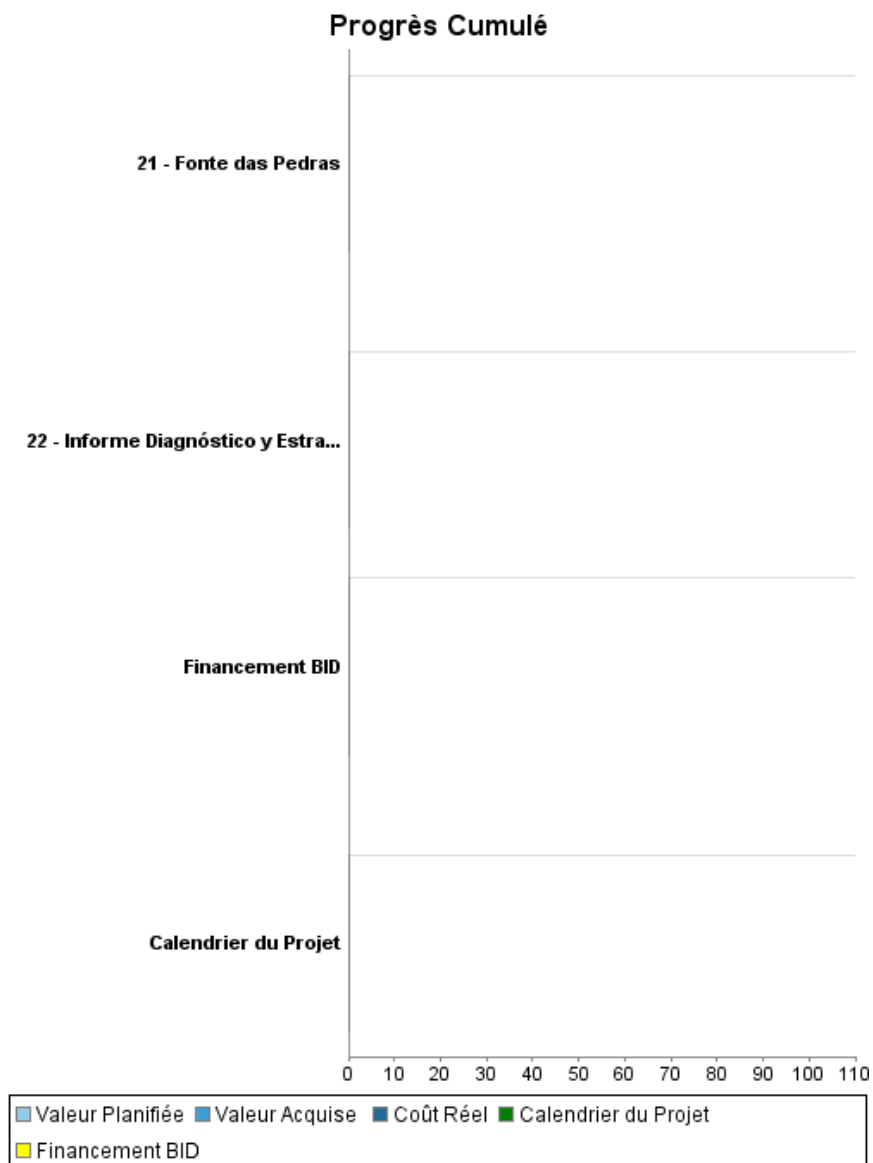 Progrès Cumulé
21 - Fonte das Pedras
22 - Informe Diagnóstico y Estra...
Financement BID
Calendrier du Projet
0 10 20 30 40 50 60 70 80 90 100 110
Valeur Planifiée Valeur Acquise Coût Réel Calendrier du Projet
Financement BID